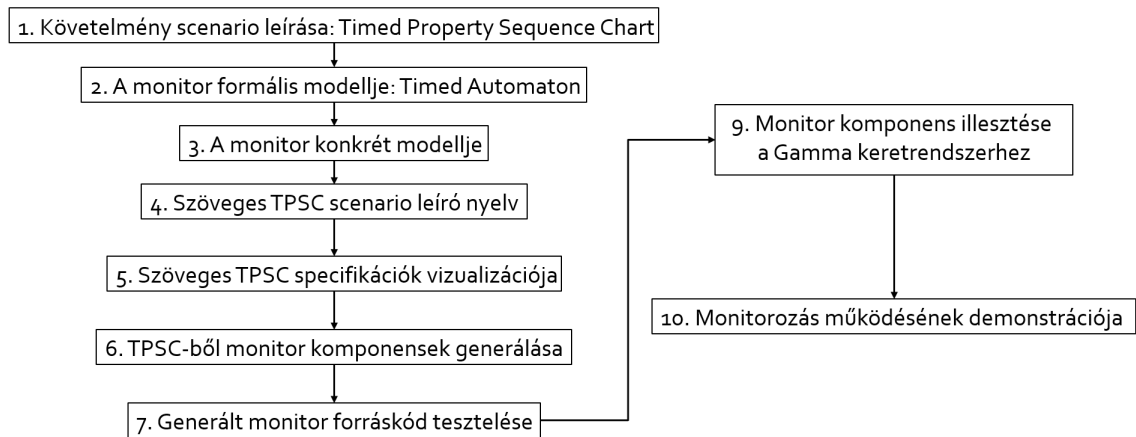 1. Követelmény scenario leírása: Timed Property Sequence Chart
2. A monitor formális modellje: Timed Automaton
3. A monitor konkrét modellje
4. Szöveges TPSC scenario leíró nyelv
5. Szöveges TPSC specifikációk vizualizációja
6. TPSC-ből monitor komponensek generálása
7. Generált monitor forráskód tesztelése
9. Monitor komponens illesztése
a Gamma keretrendszerhez
10. Monitorozás működésének demonstrációja